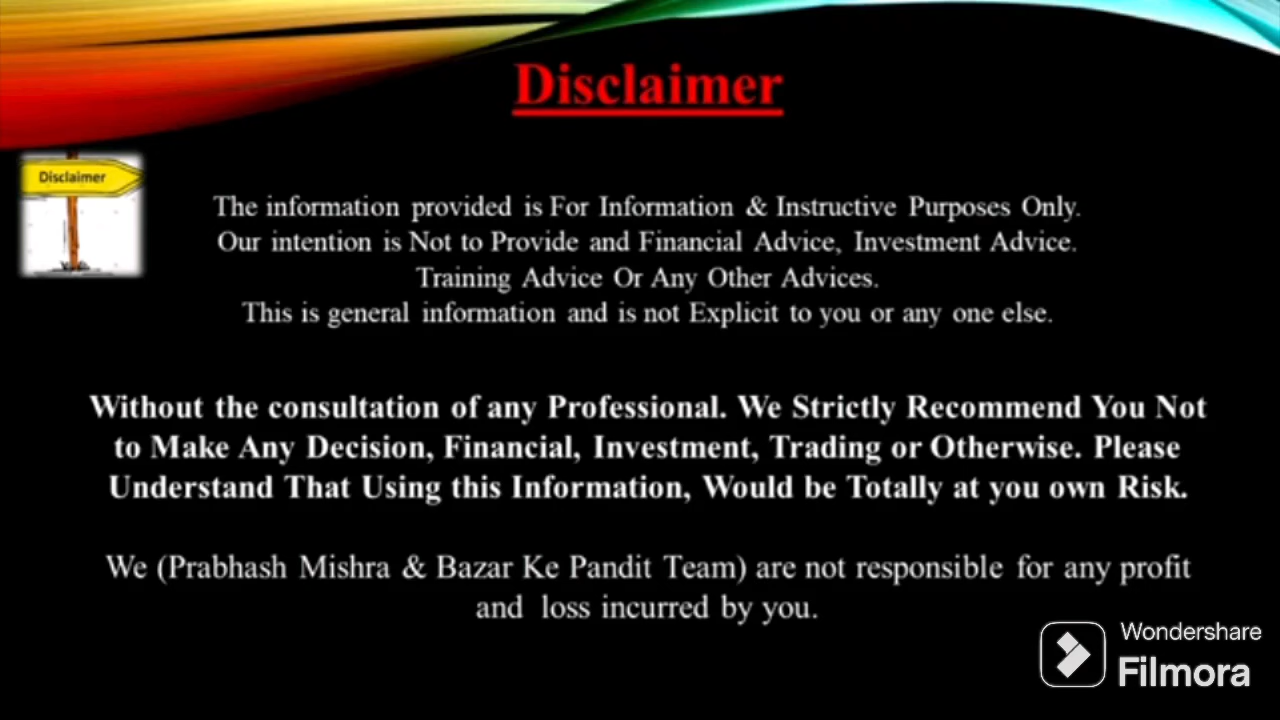 Disclaimer
Disclaimer
The information provided is For Information & Instructive Purposes Only.
Our intention is Not to Provide and Financial Advice, Investment Advice.
Training Advice Or Any Other Advices.
This is general information and is not Explicit to you or any one else.
Without the consultation of any Professional. We Strictly Recommend You Not
to Make Any Decision, Financial, Investment, Trading or Otherwise. Please
Understand That Using this Information, Would be Totally at you own Risk.
We (Prabhash Mishra & Bazar Ke Pandit Team) are not responsible for any profit
and loss incurred by you.
Wondershare
Filmora